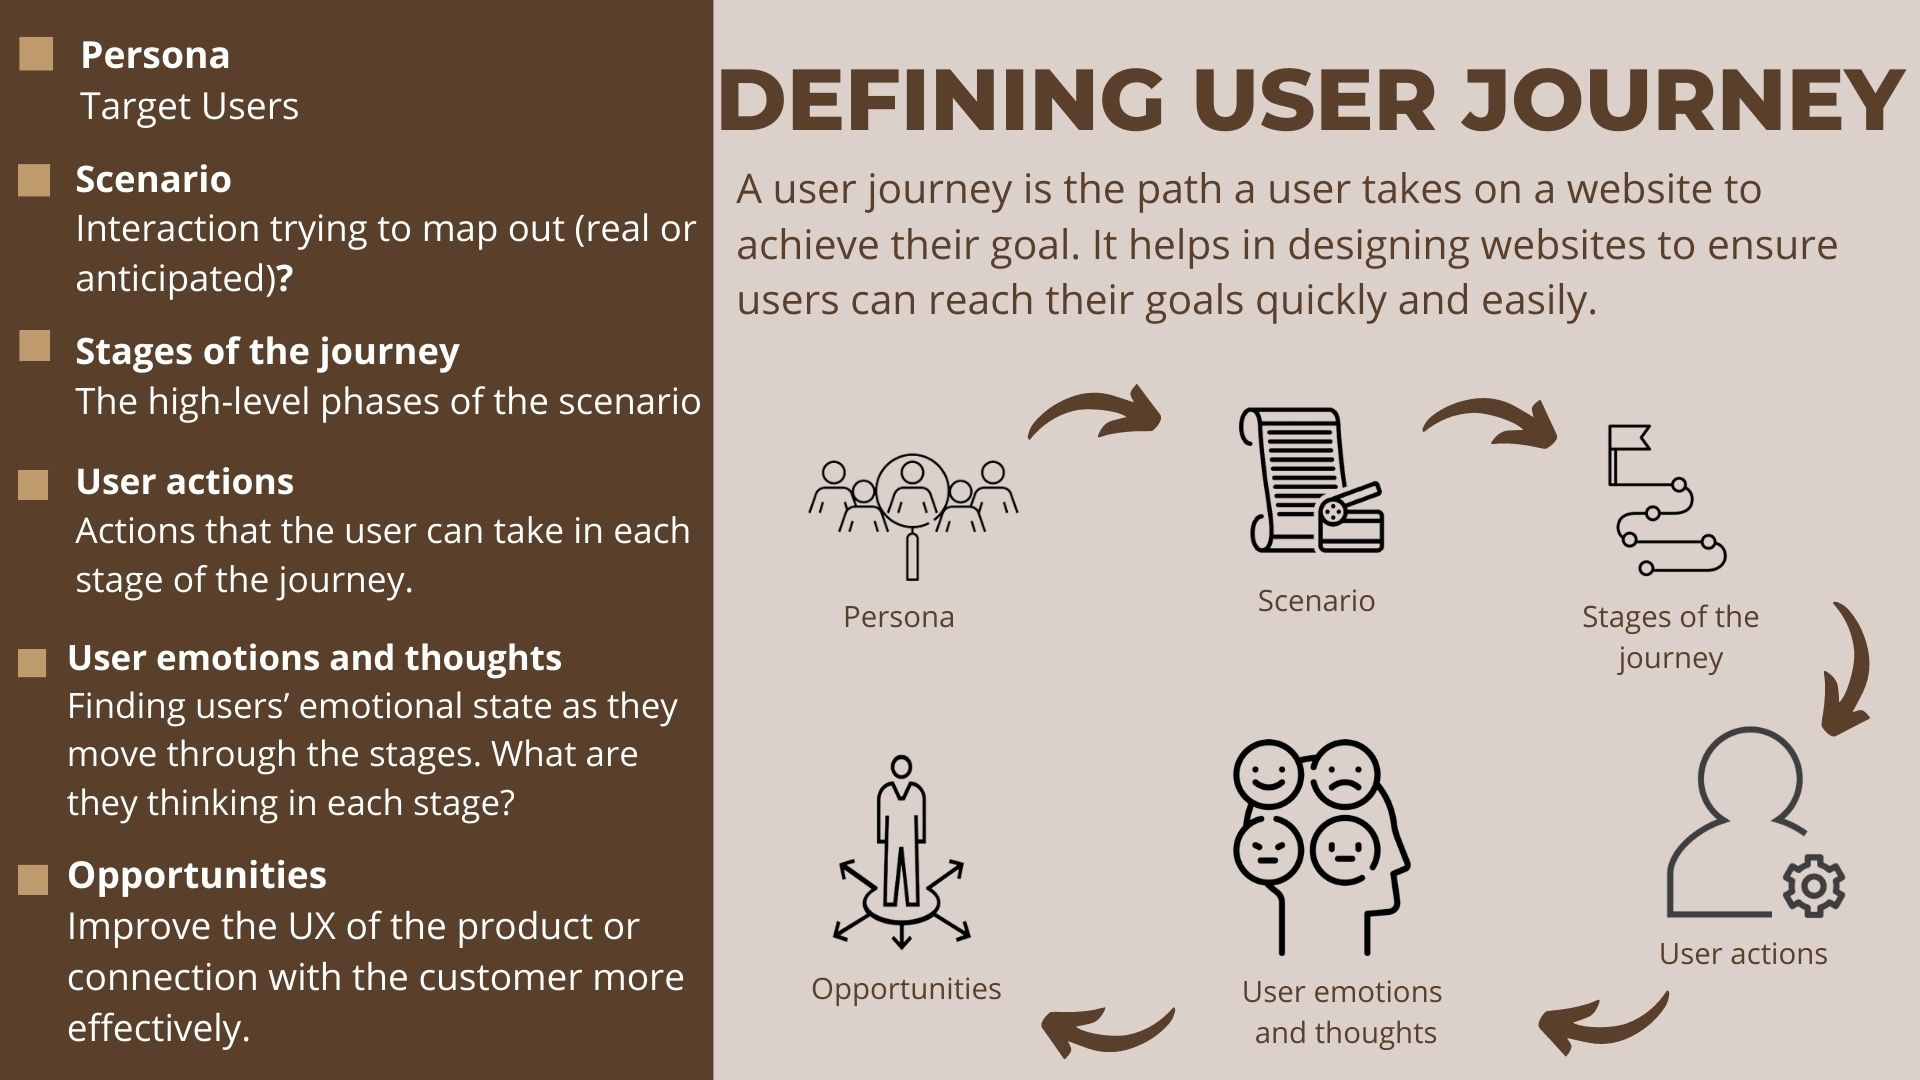 Persona
Target Users
Scenario
Interaction trying to map out (real or
anticipated)?
Stages of the journey
The high-level phases of the scenario
User actions
Actions that the user can take in each
stage of the journey.
User emotions and thoughts
Finding users’ emotional state as they
move through the stages. What are
they thinking in each stage?
Opportunities
Improve the UX of the product or
connection with the customer more
effectively.
DEFINING USER JOURNEY
A user journey is the path a user takes on a website to
achieve their goal. It helps in designing websites to ensure
users can reach their goals quickly and easily.
Persona
Scenario
Stages of the
journey
User actions
User emotions
and thoughts
Opportunities